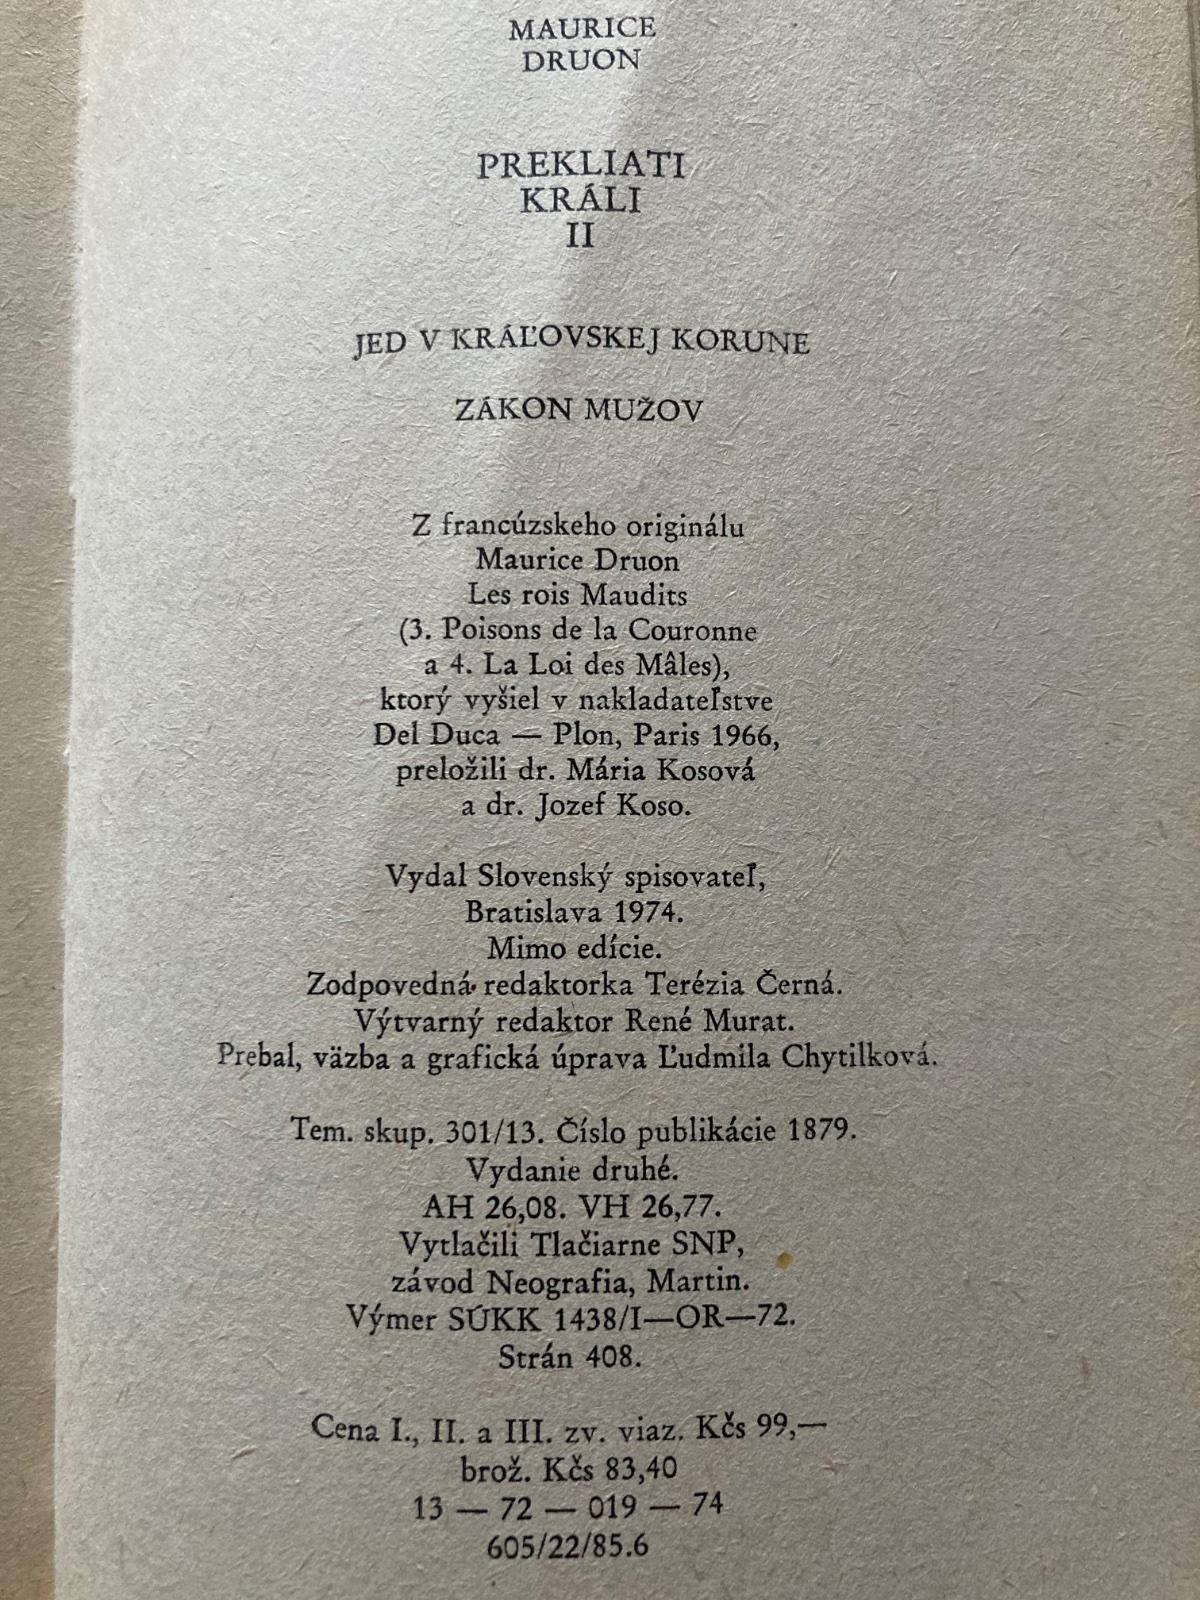 MAURICE
DRUON
PREKLIATI
KRÁLI
II
JED V KRÁĽOVSKEJ KORUNE
ZÁKON MUŽOV
Z francúzskeho originálu
Maurice Druon
Les rois Maudits
(3. Poisons de la Couronne
a 4. La Loi des Mâles),
ktorý vyšiel v nakladateľstve
Del Duca — Plon, Paris 1966,
preložili dr. Mária Kosová
a dr. Jozef Koso.
Vydal Slovenský spisovateľ,
Bratislava 1974.
Mimo edície.
Zodpovedná redaktorka Terézia Černá.
Výtvarný redaktor René Murat.
Prebal, väzba a grafická úprava Ľudmila Chytilková.
Tem. skup. 301/13. Číslo publikácie 1879.
Vydanie druhé.
AH 26,08. VH 26,77.
Vytlačili Tlačiarne SNP,
závod Neografia, Martin.
Výmer SÚKK 1438/I—OR—72.
Strán 408.
Cena I., II. a III. zv. viaz. Kčs 99,—
brož. Kčs 83,40
13 — 72 — 019 — 74
605/22/85.6